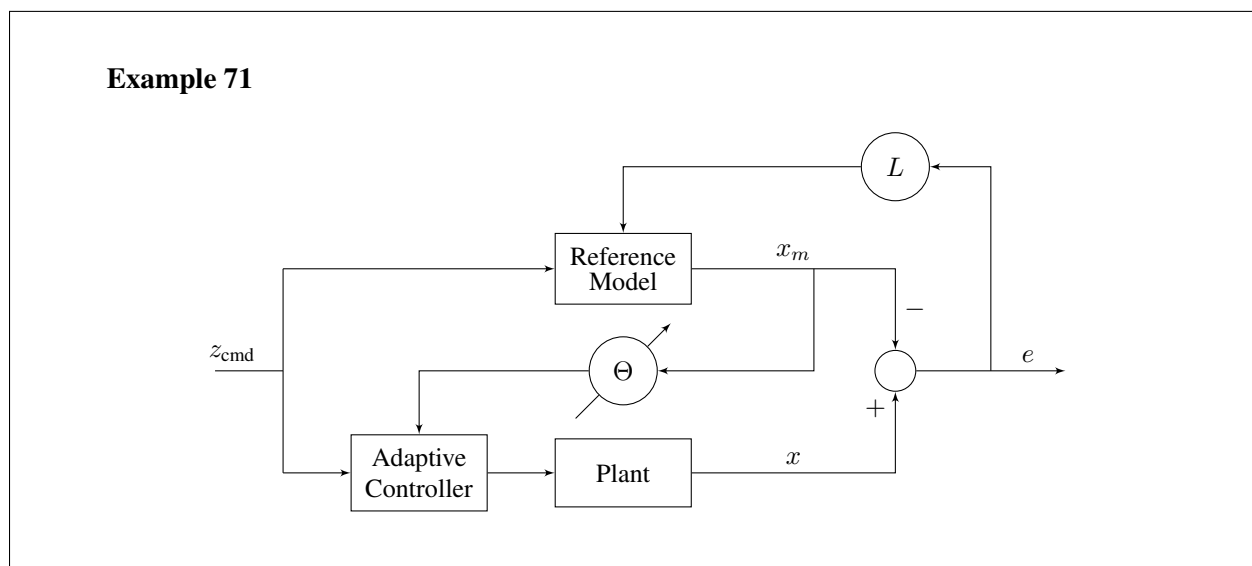 Example 71
L
Reference
Model
x_m
−
z_cmd
Θ
e
+
Adaptive
Controller
Plant
x